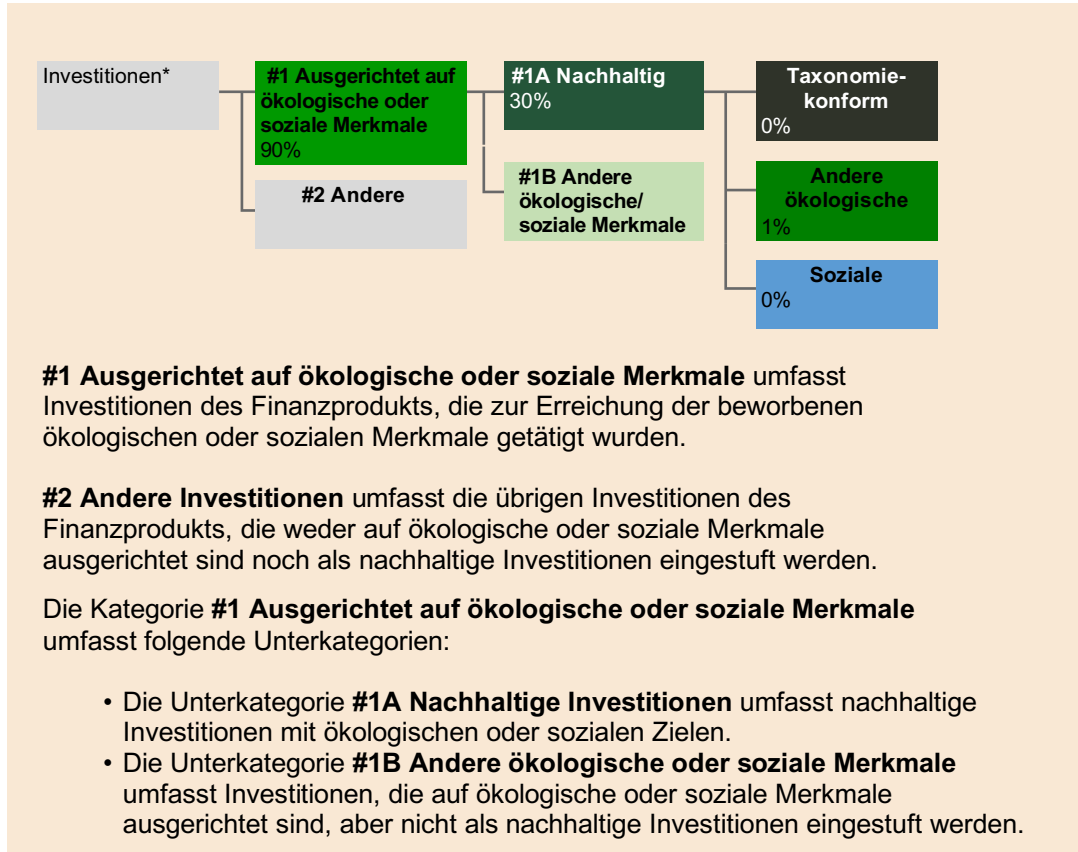 Investitionen*
#1 Ausgerichtet auf
ökologische oder
soziale Merkmale
90%
#2 Andere
#1A Nachhaltig
30%
#1B Andere
ökologische/
soziale Merkmale
Taxonomie-
konform
0%
Andere
ökologische
1%
Soziale
0%
#1 Ausgerichtet auf ökologische oder soziale Merkmale umfasst
Investitionen des Finanzprodukts, die zur Erreichung der beworbenen
ökologischen oder sozialen Merkmale getätigt wurden.
#2 Andere Investitionen umfasst die übrigen Investitionen des
Finanzprodukts, die weder auf ökologische oder soziale Merkmale
ausgerichtet sind noch als nachhaltige Investitionen eingestuft werden.
Die Kategorie #1 Ausgerichtet auf ökologische oder soziale Merkmale
umfasst folgende Unterkategorien:
• Die Unterkategorie #1A Nachhaltige Investitionen umfasst nachhaltige
Investitionen mit ökologischen oder sozialen Zielen.
• Die Unterkategorie #1B Andere ökologische oder soziale Merkmale
umfasst Investitionen, die auf ökologische oder soziale Merkmale
ausgerichtet sind, aber nicht als nachhaltige Investitionen eingestuft werden.